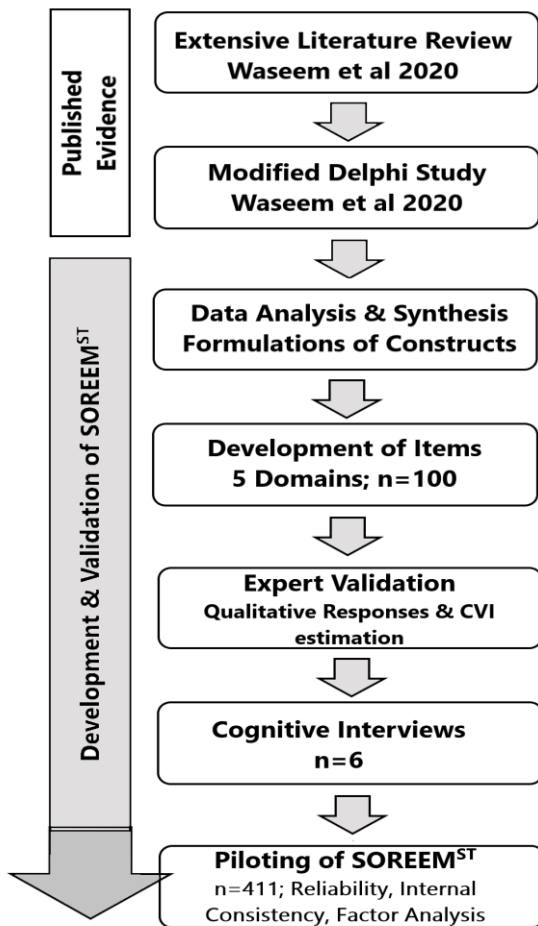 Published
Evidence
Extensive Literature Review
Waseem et al 2020
Modified Delphi Study
Waseem et al 2020
Development & Validation of SOREEMST
Data Analysis & Synthesis
Formulations of Constructs
Development of Items
5 Domains; n=100
Expert Validation
Qualitative Responses & CVI
estimation
Cognitive Interviews
n=6
Piloting of SOREEMST
n=411; Reliability, Internal
Consistency, Factor Analysis